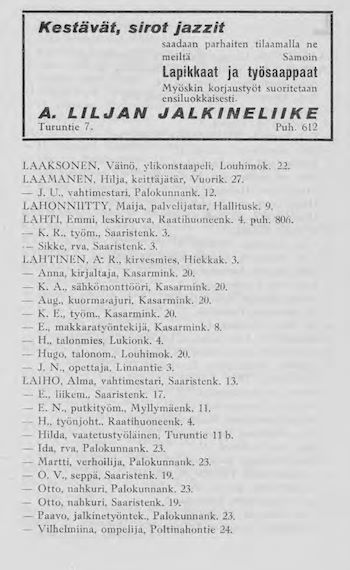 Kestävät, sirot jazzit
saadaan parhaiten tilaamalla ne
meiltä Samoin
Lapikkaat ja työsaappaat
Myöskin korjaustyöt suoritetaan
ensiluokkaisesti.
A. LILJAN JALKINELIIKE
Turuntie 7. Puh. 612
LAAKSONEN, Väinö, ylikonstaapeli, Louhimok. 22.
LAAMANEN, Hilja, keittäjätär, Vuorik. 27.
— J. U., vahtimestari, Palokunnank. 12.
LAHONNIITTY, Maija, palvelijatar, Hallitusk. 9.
LAHTI, Emmi, leskirouva, Raatihuoneenk. 4, puh. 806.
— K. R., työm., Saaristenk. 3.
— Sikke, rva, Saaristenk. 3.
LAHTINEN, A. R., kirvesmies, Hiekkak. 3.
— Anna, kirjaltaja, Kasarmink. 20.
— K. A., sähkömonttööri, Kasarmink. 20.
— Aug., kuorma-ajuri, Kasarmink. 20.
— K. E., työm., Kasarmink. 20.
— E., makkaratyöntekijä, Kasarmink. 8.
— H., talonmies, Lukionk. 4.
— Hugo, talonom., Louhimok. 20.
— J. N., opettaja, Linnantie 3.
LAIHO, Alma, vahtimestari, Saaristenk. 13.
— E., liikem., Saaristenk. 17.
— E. N., putkityöm., Myllymäenk. 11.
— H., työnjoht., Raatihuoneenk. 4.
— Hilda, vaatetustyöläinen, Turuntie 11 b.
— Ida, rva, Palokunnank. 23.
— Martti, verhoilija, Palokunnank. 23.
— O. V., seppä, Saaristenk. 19.
— Otto, nahkuri, Palokunnank. 23.
— Otto, nahkuri, Saaristenk. 19.
— Paavo, jalkinetyöntek., Palokunnank. 23.
— Vilhelmiina, ompelija, Poltinahontie 24.